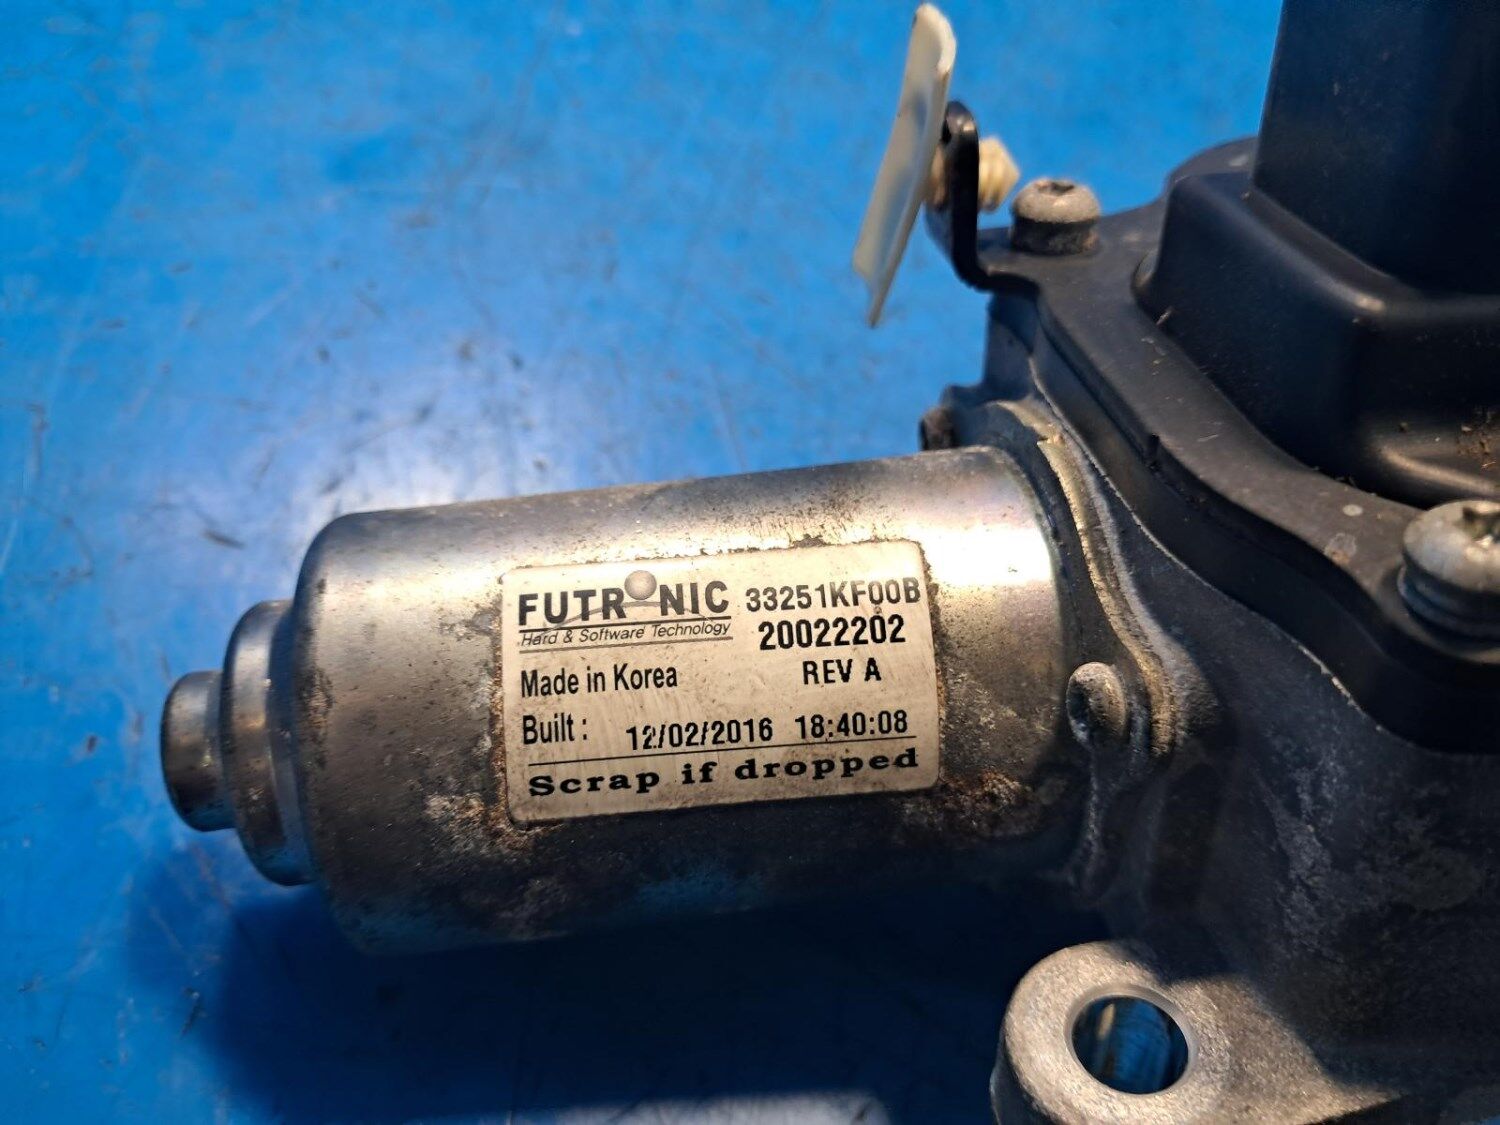 FUTRONIC 33251KF00B
Hard & Software Technology 20022202
Made in Korea REV A
Built: 12/02/2016 18:40:08
Scrap if dropped